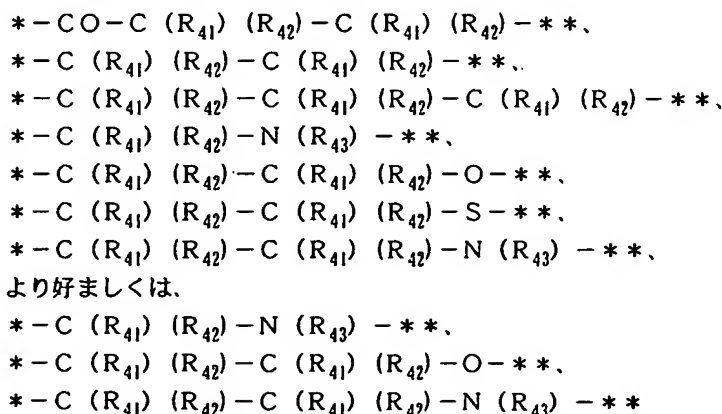 *−CO−C (R₄₁) (R₄₂)−C (R₄₁) (R₄₂)−**、
*−C (R₄₁) (R₄₂)−C (R₄₁) (R₄₂)−**、
*−C (R₄₁) (R₄₂)−C (R₄₁) (R₄₂)−C (R₄₁) (R₄₂)−**、
*−C (R₄₁) (R₄₂)−N (R₄₃) −**、
*−C (R₄₁) (R₄₂)−C (R₄₁) (R₄₂)−O−**、
*−C (R₄₁) (R₄₂)−C (R₄₁) (R₄₂)−S−**、
*−C (R₄₁) (R₄₂)−C (R₄₁) (R₄₂)−N (R₄₃) −**、
より好ましくは、
*−C (R₄₁) (R₄₂)−N (R₄₃) −**、
*−C (R₄₁) (R₄₂)−C (R₄₁) (R₄₂)−O−**、
*−C (R₄₁) (R₄₂)−C (R₄₁) (R₄₂)−N (R₄₃) −**